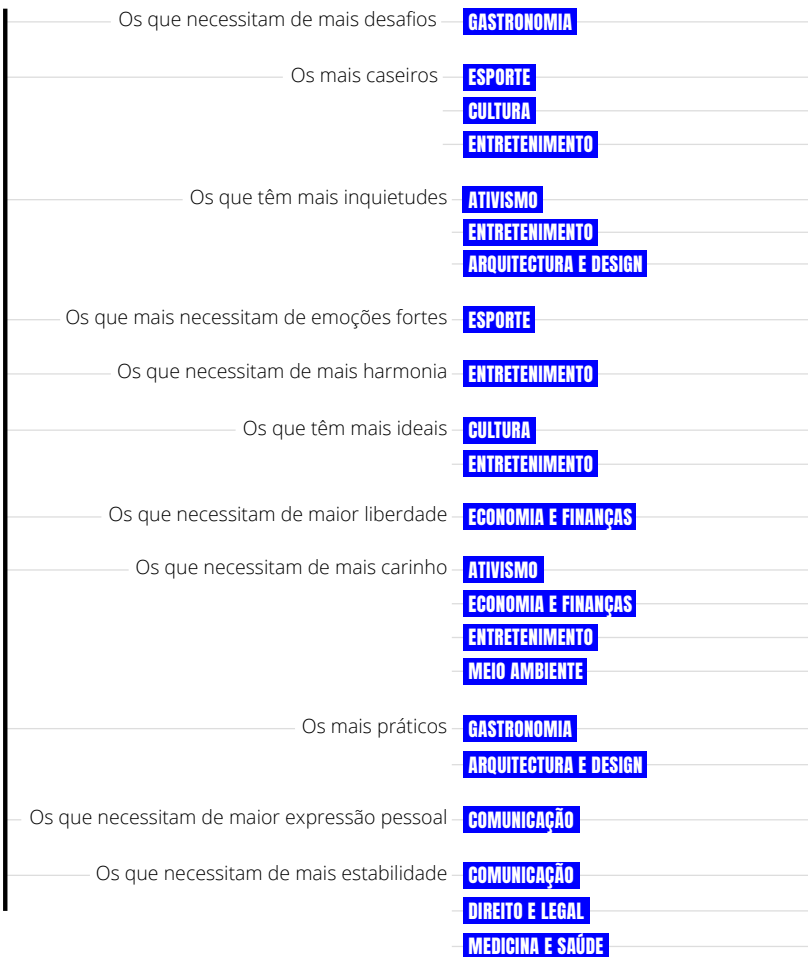 Os que necessitam de mais desafios GASTRONOMIA
Os mais caseiros ESPORTE
CULTURA
ENTRETENIMENTO
Os que têm mais inquietudes ATIVISMO
ENTRETENIMENTO
ARQUITECTURA E DESIGN
Os que mais necessitam de emoções fortes ESPORTE
Os que necessitam de mais harmonia ENTRETENIMENTO
Os que têm mais ideais CULTURA
ENTRETENIMENTO
Os que necessitam de maior liberdade ECONOMIA E FINANÇAS
Os que necessitam de mais carinho ATIVISMO
ECONOMIA E FINANÇAS
ENTRETENIMENTO
MEIO AMBIENTE
Os mais práticos GASTRONOMIA
ARQUITECTURA E DESIGN
Os que necessitam de maior expressão pessoal COMUNICAÇÃO
Os que necessitam de mais estabilidade COMUNICAÇÃO
DIREITO E LEGAL
MEDICINA E SAÚDE